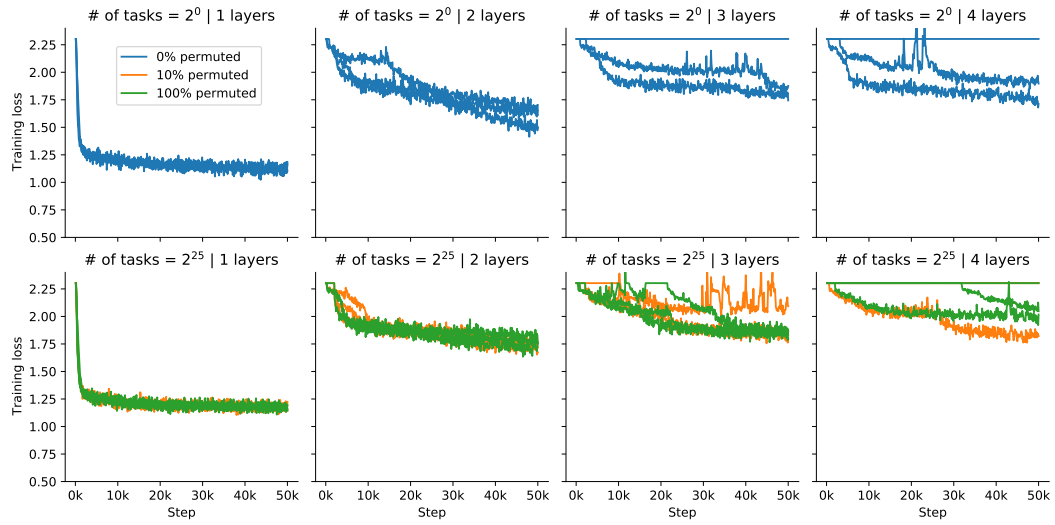 # of tasks = 2^0 | 1 layers
# of tasks = 2^0 | 2 layers
# of tasks = 2^0 | 3 layers
# of tasks = 2^0 | 4 layers
Training loss
2.25
2.00
1.75
1.50
1.25
1.00
0.75
0.50
0% permuted
10% permuted
100% permuted
# of tasks = 2^25 | 1 layers
# of tasks = 2^25 | 2 layers
# of tasks = 2^25 | 3 layers
# of tasks = 2^25 | 4 layers
Training loss
2.25
2.00
1.75
1.50
1.25
1.00
0.75
0.50
0k 10k 20k 30k 40k 50k
0k 10k 20k 30k 40k 50k
0k 10k 20k 30k 40k 50k
0k 10k 20k 30k 40k 50k
Step
Step
Step
Step